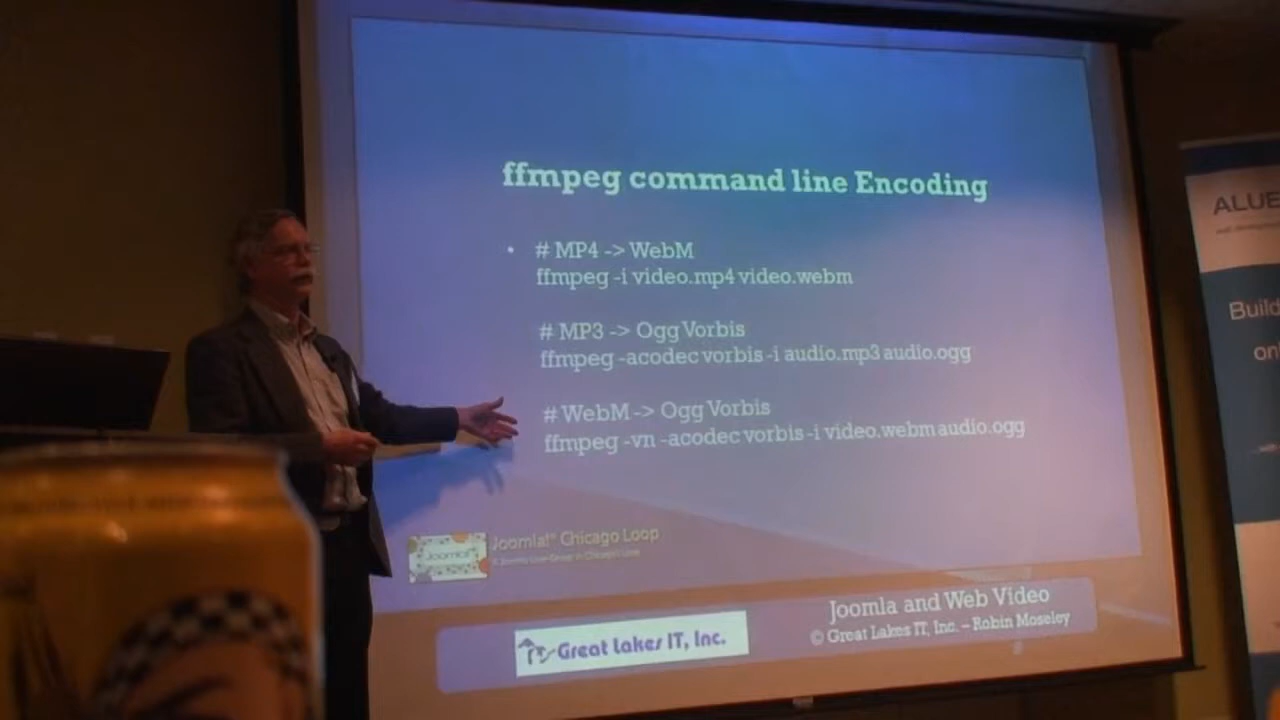 ffmpeg command line Encoding
• # MP4 -> WebM
ffmpeg -i video.mp4 video.webm
# MP3 -> Ogg Vorbis
ffmpeg -acodec vorbis -i audio.mp3 audio.ogg
# WebM -> Ogg Vorbis
ffmpeg -vn -acodec vorbis -i video.webm audio.ogg
Joomla!® Chicago Loop
Joomla!
Great Lakes IT, Inc.
Joomla and Web Video
© Great Lakes IT, Inc. – Robin Moseley
ALUE
Build
on